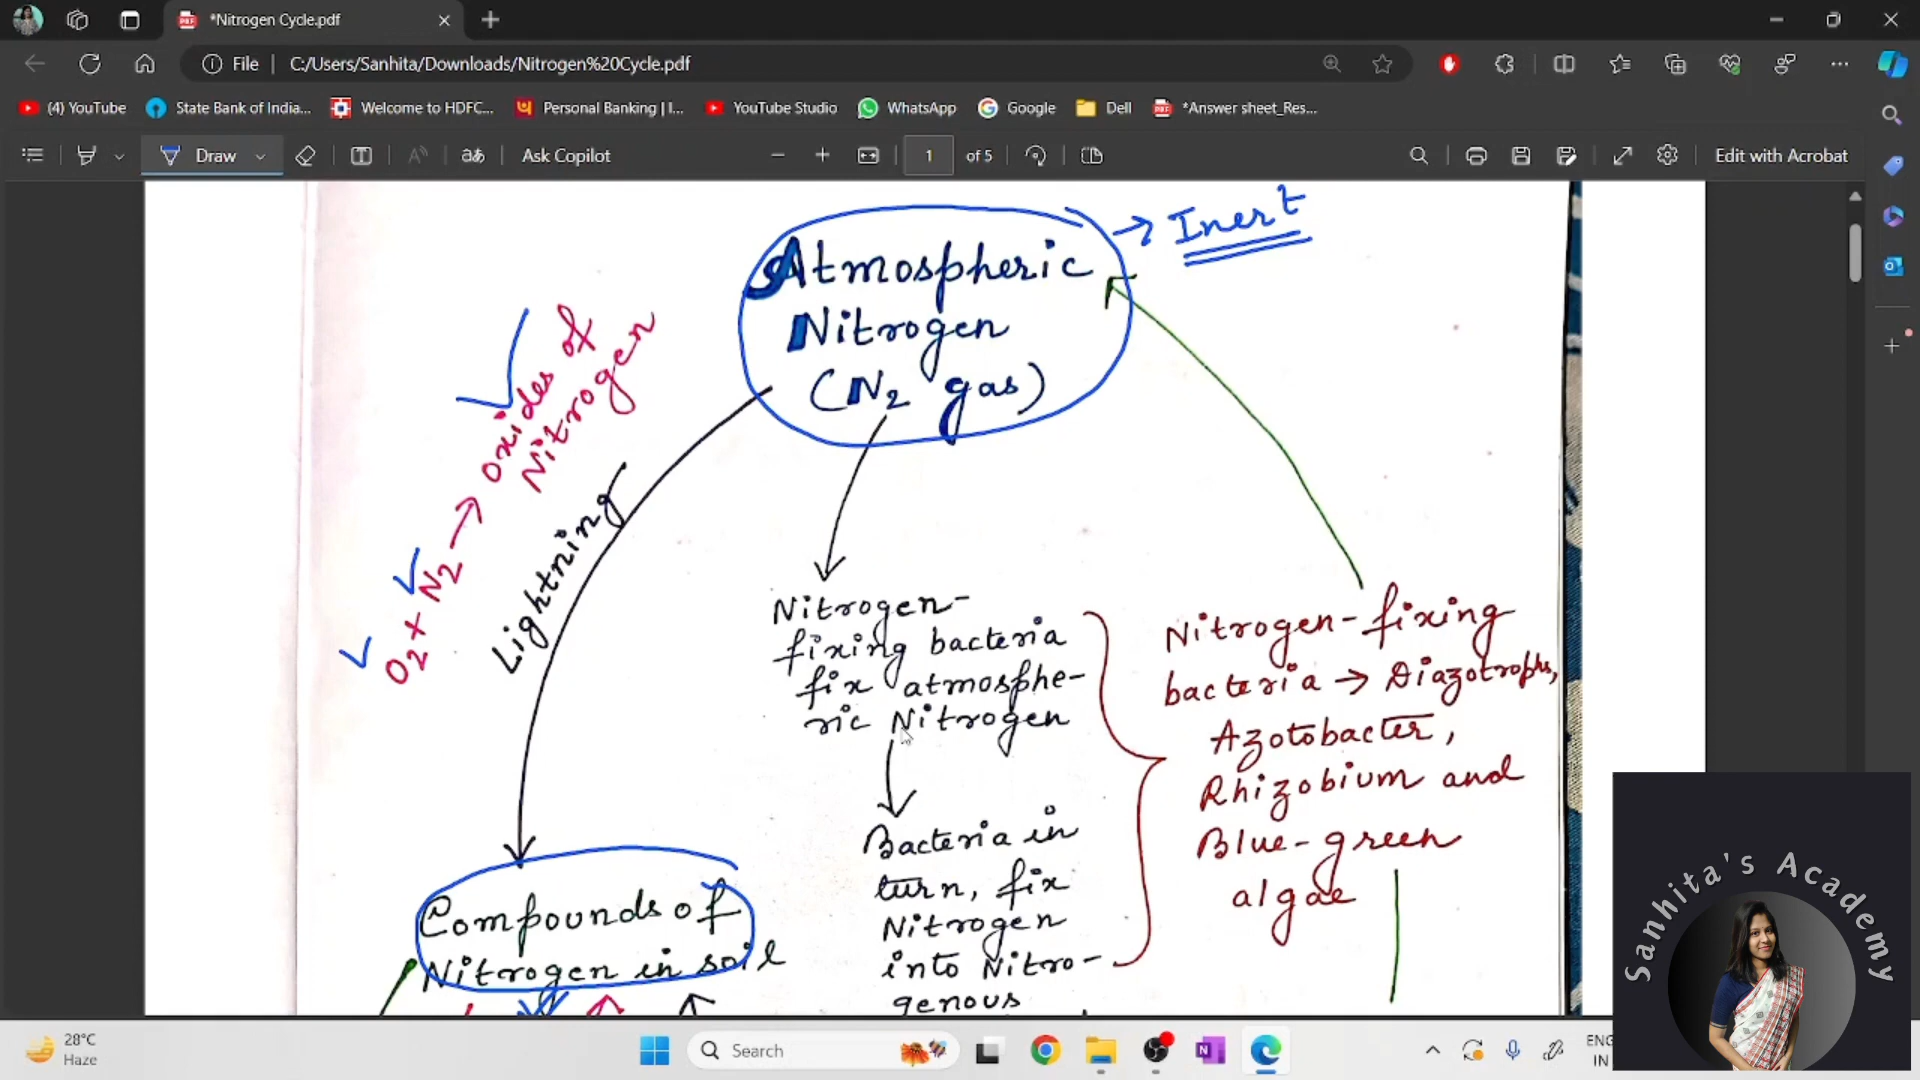 *Nitrogen Cycle.pdf
File | C:/Users/Sanhita/Downloads/Nitrogen%20Cycle.pdf
(4) YouTube
State Bank of India...
Welcome to HDFC...
Personal Banking | I...
YouTube Studio
WhatsApp
Google
Dell
*Answer sheet_Res...
Draw
aあ
Ask Copilot
1 of 5
Edit with Acrobat
Atmospheric → Inert
Nitrogen
(N2 gas)
O2 + N2 → Oxides of
Nitrogen
Lightning
Nitrogen-
fixing bacteria
fix atmosphe-
ric Nitrogen
Bacteria in
turn, fix
Nitrogen
into Nitro-
genous
Nitrogen-fixing
bacteria → Diazotrophs,
Azotobacter,
Rhizobium and
Blue-green
algae
Compounds of
Nitrogen in soil
Sanhita's Academy
28°C
Haze
Search
ENG
IN